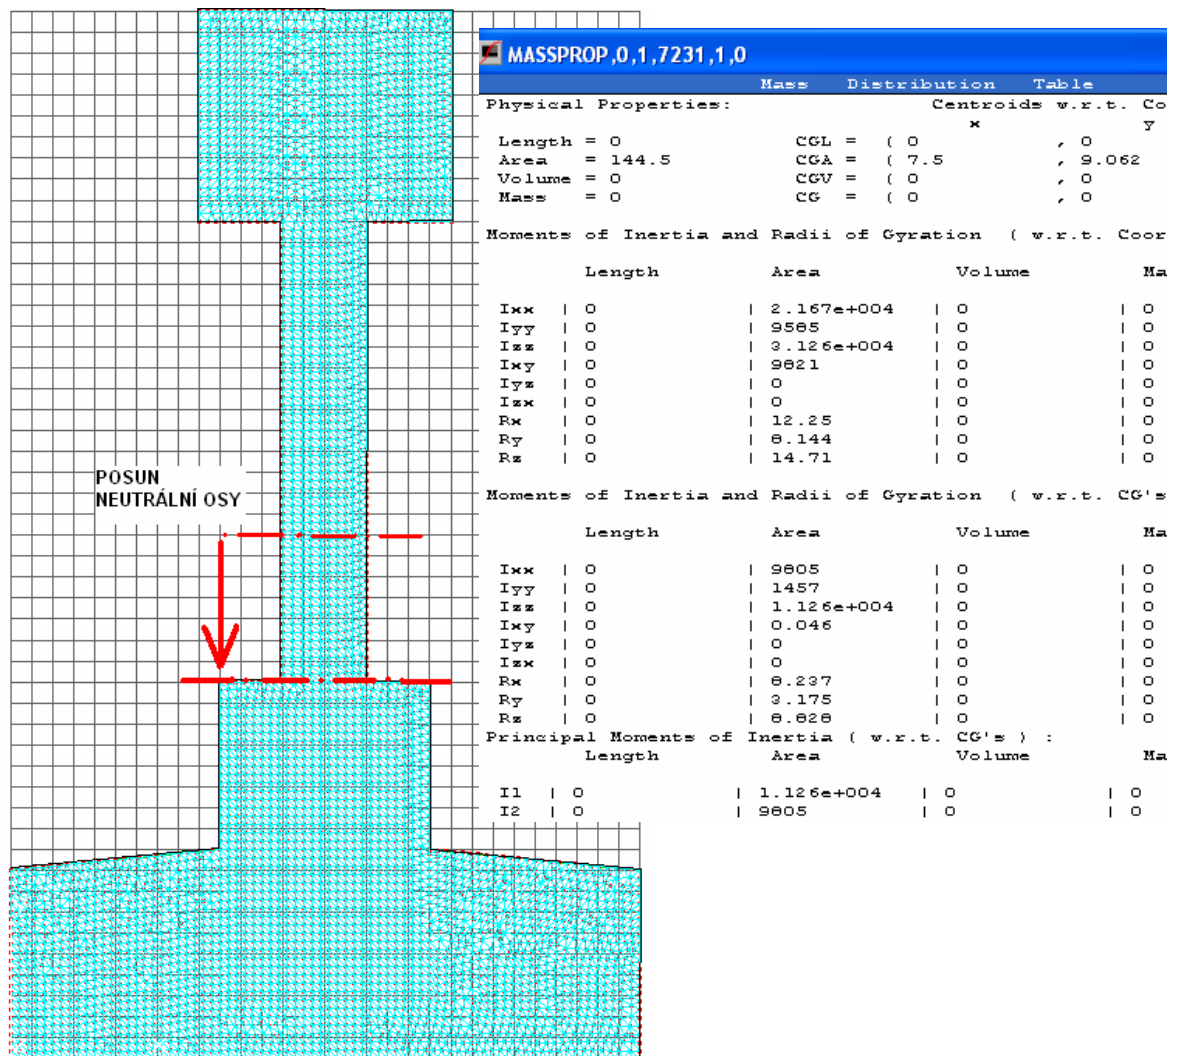 MASSPROP,0,1,7231,1,0
Mass Distribution Table
Physical Properties: Centroids w.r.t. Co
x y
Length = 0 CGL = ( 0 , 0
Area = 144.5 CGA = ( 7.5 , 9.062
Volume = 0 CGV = ( 0 , 0
Mass = 0 CG = ( 0 , 0
Moments of Inertia and Radii of Gyration ( w.r.t. Coor
Length Area Volume Ma
Ixx | 0 | 2.167e+004 | 0 | 0
Iyy | 0 | 9585 | 0 | 0
Izz | 0 | 3.126e+004 | 0 | 0
Ixy | 0 | 9821 | 0 | 0
Iyz | 0 | 0 | 0 | 0
Izx | 0 | 0 | 0 | 0
Rx | 0 | 12.25 | 0 | 0
Ry | 0 | 8.144 | 0 | 0
Rz | 0 | 14.71 | 0 | 0
POSUN
NEUTRÁLNÍ OSY
Moments of Inertia and Radii of Gyration ( w.r.t. CG's
Length Area Volume Ma
Ixx | 0 | 9805 | 0 | 0
Iyy | 0 | 1457 | 0 | 0
Izz | 0 | 1.126e+004 | 0 | 0
Ixy | 0 | 0.046 | 0 | 0
Iyz | 0 | 0 | 0 | 0
Izx | 0 | 0 | 0 | 0
Rx | 0 | 8.237 | 0 | 0
Ry | 0 | 3.175 | 0 | 0
Rz | 0 | 8.828 | 0 | 0
Principal Moments of Inertia ( w.r.t. CG's ) :
Length Area Volume Ma
I1 | 0 | 1.126e+004 | 0 | 0
I2 | 0 | 9805 | 0 | 0